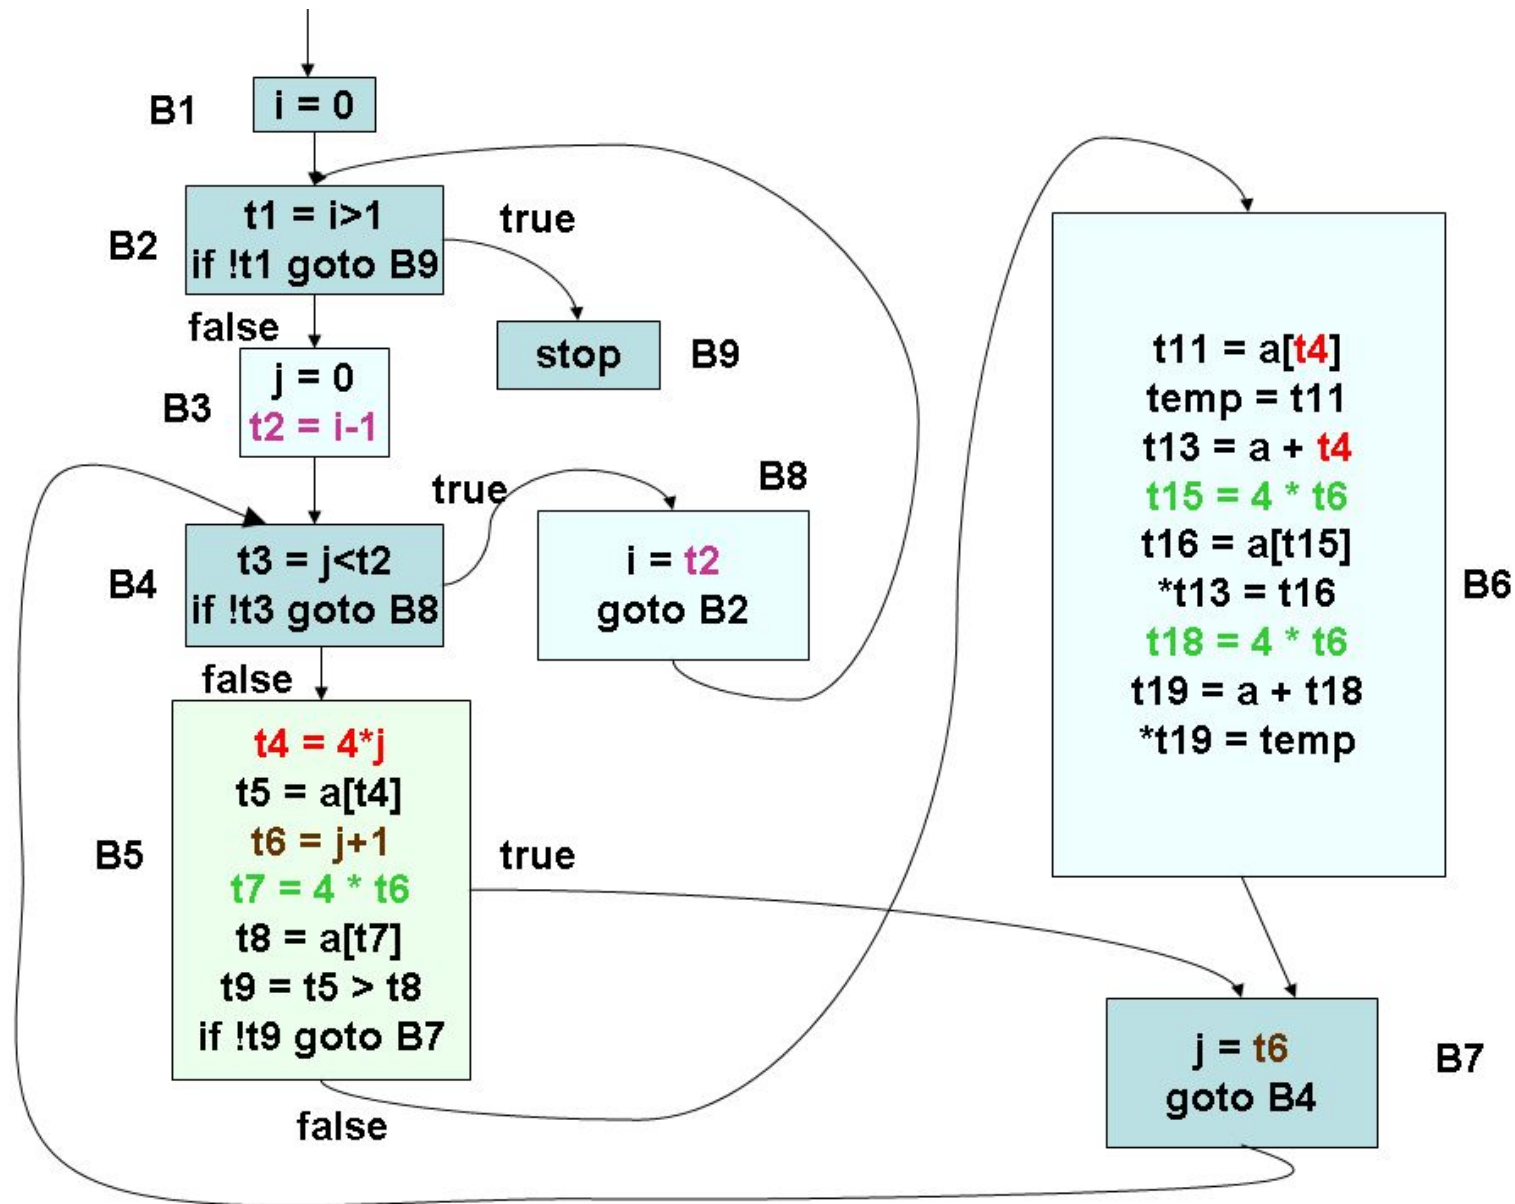 B1
i = 0
B2
t1 = i>1
if !t1 goto B9
true
false
stop
B9
B3
j = 0
t2 = i-1
true
B8
B4
t3 = j<t2
if !t3 goto B8
i = t2
goto B2
false
B5
t4 = 4*j
t5 = a[t4]
t6 = j+1
t7 = 4 * t6
t8 = a[t7]
t9 = t5 > t8
if !t9 goto B7
true
false
t11 = a[t4]
temp = t11
t13 = a + t4
t15 = 4 * t6
t16 = a[t15]
*t13 = t16
t18 = 4 * t6
t19 = a + t18
*t19 = temp
B6
j = t6
goto B4
B7